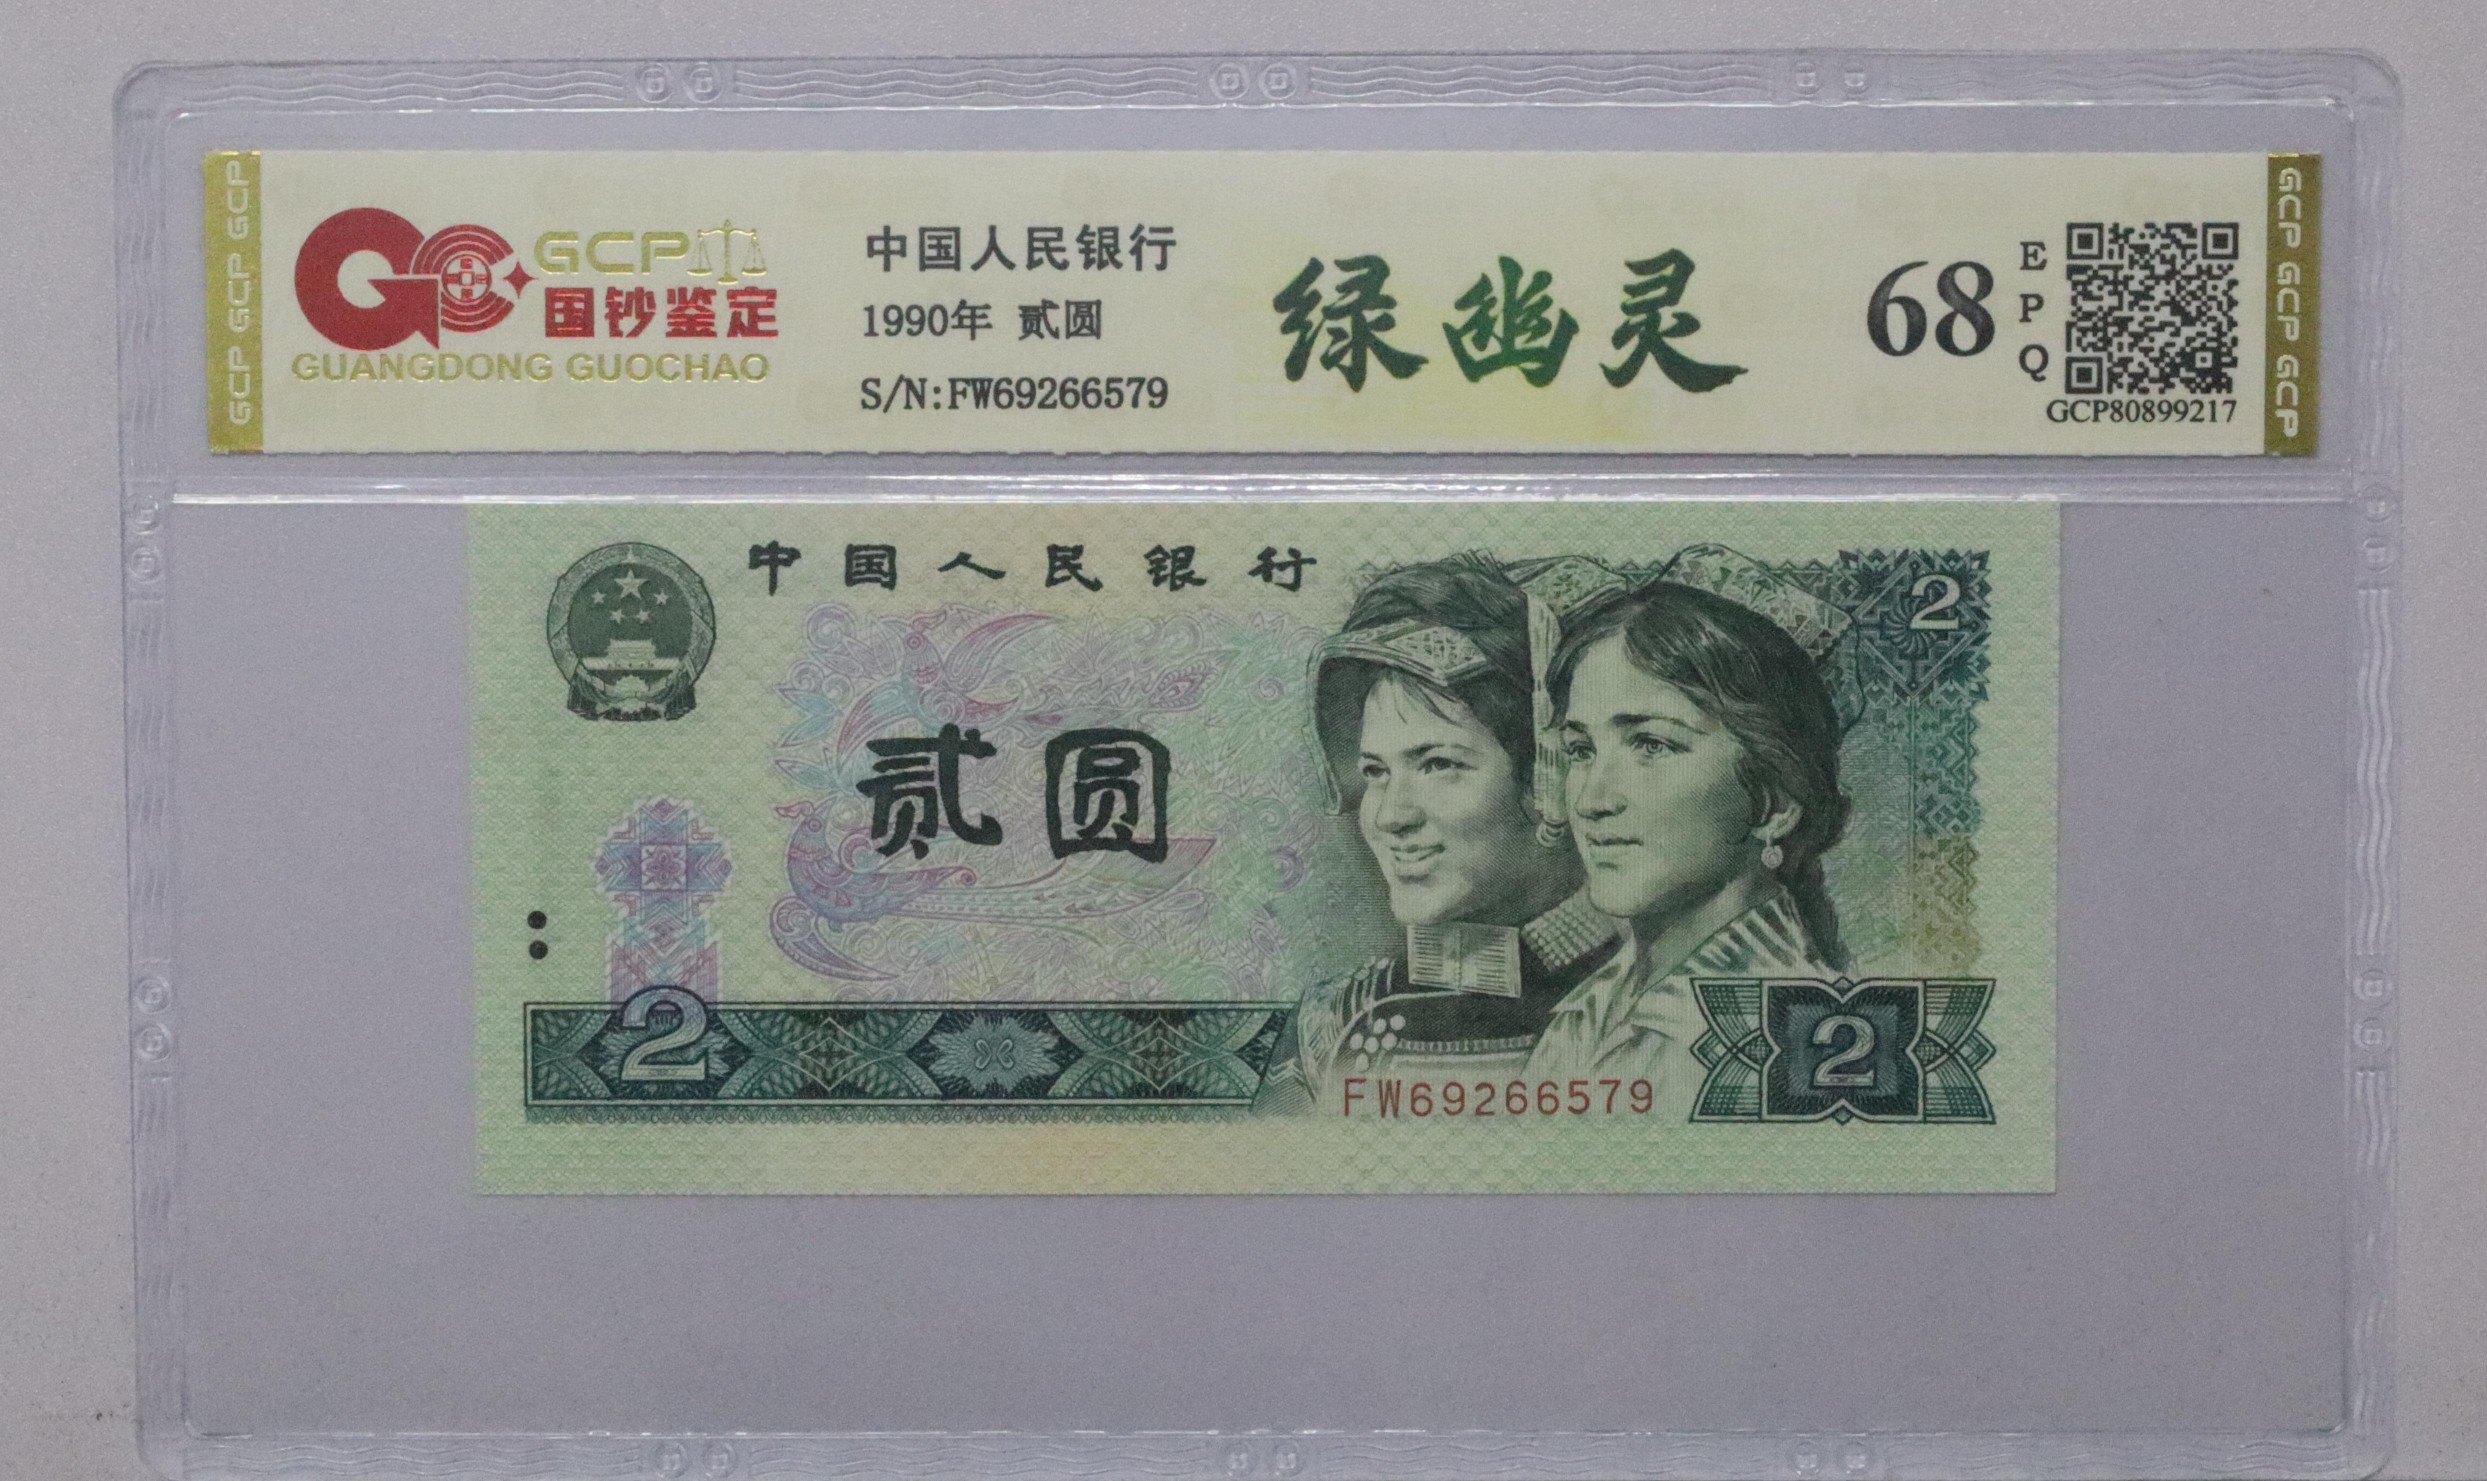 GCP GCP GCP
GCP
国钞鉴定
GUANGDONG GUOCHAO
中国人民银行
1990年 贰圆
S/N:FW69266579
绿幽灵
68
EPQ
GCP80899217
GCP GCP GCP
中国人民银行
2
贰圆
2
2
FW69266579